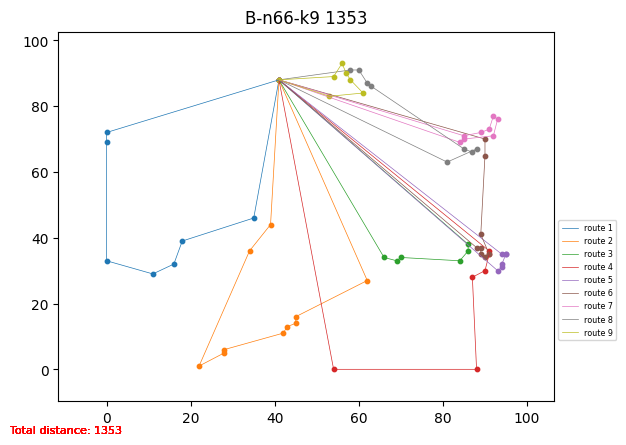 B-n66-k9 1353
100
80
60
40
20
0
0 20 40 60 80 100
route 1
route 2
route 3
route 4
route 5
route 6
route 7
route 8
route 9
Total distance: 1353